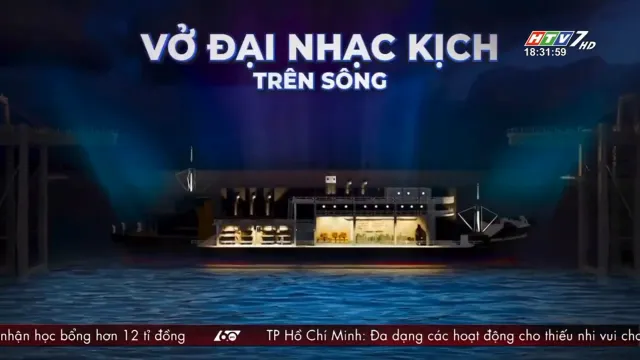 VỞ ĐẠI NHẠC KỊCH
TRÊN SÔNG
HTV7 HD
18:31:59
nhận học bổng hơn 12 tỉ đồng
60
TP Hồ Chí Minh: Đa dạng các hoạt động cho thiếu nhi vui chơ